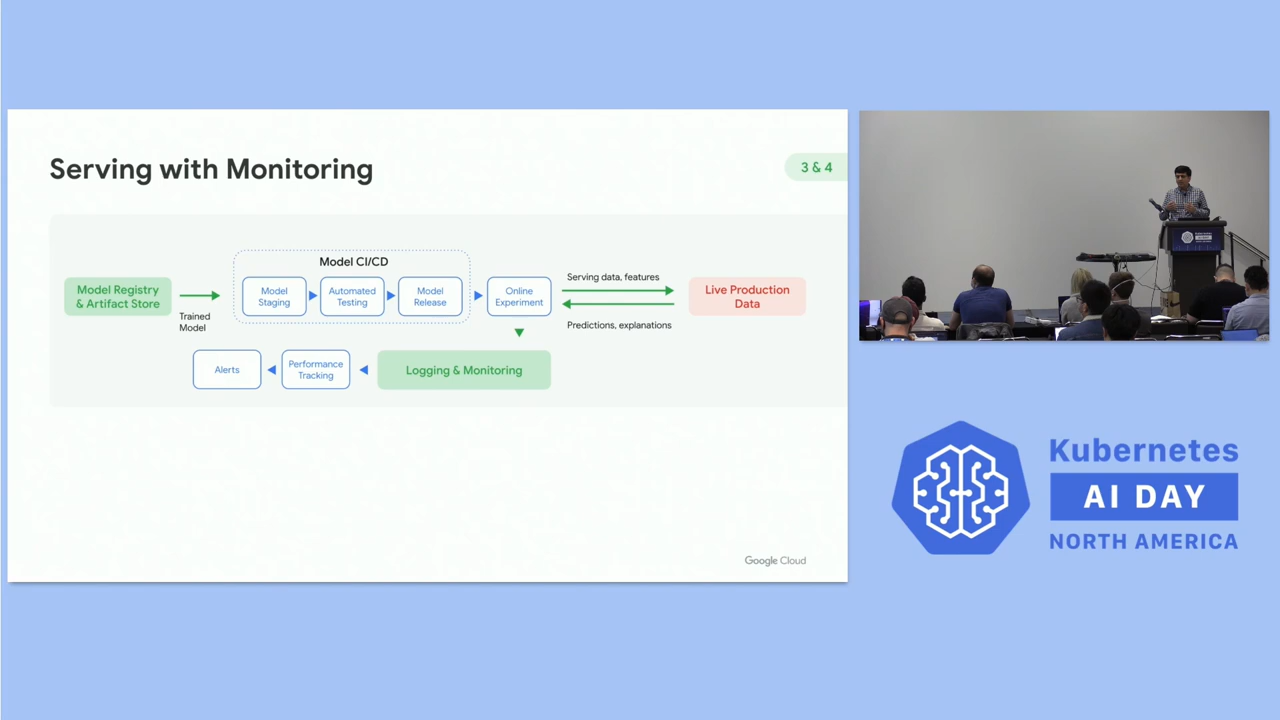 Serving with Monitoring
3 & 4
Model CI/CD
Model Registry
& Artifact Store
Trained
Model
Model
Staging
Automated
Testing
Model
Release
Online
Experiment
Serving data, features
Predictions, explanations
Live Production
Data
Alerts
Performance
Tracking
Logging & Monitoring
Google Cloud
Kubernetes
AI DAY
NORTH AMERICA